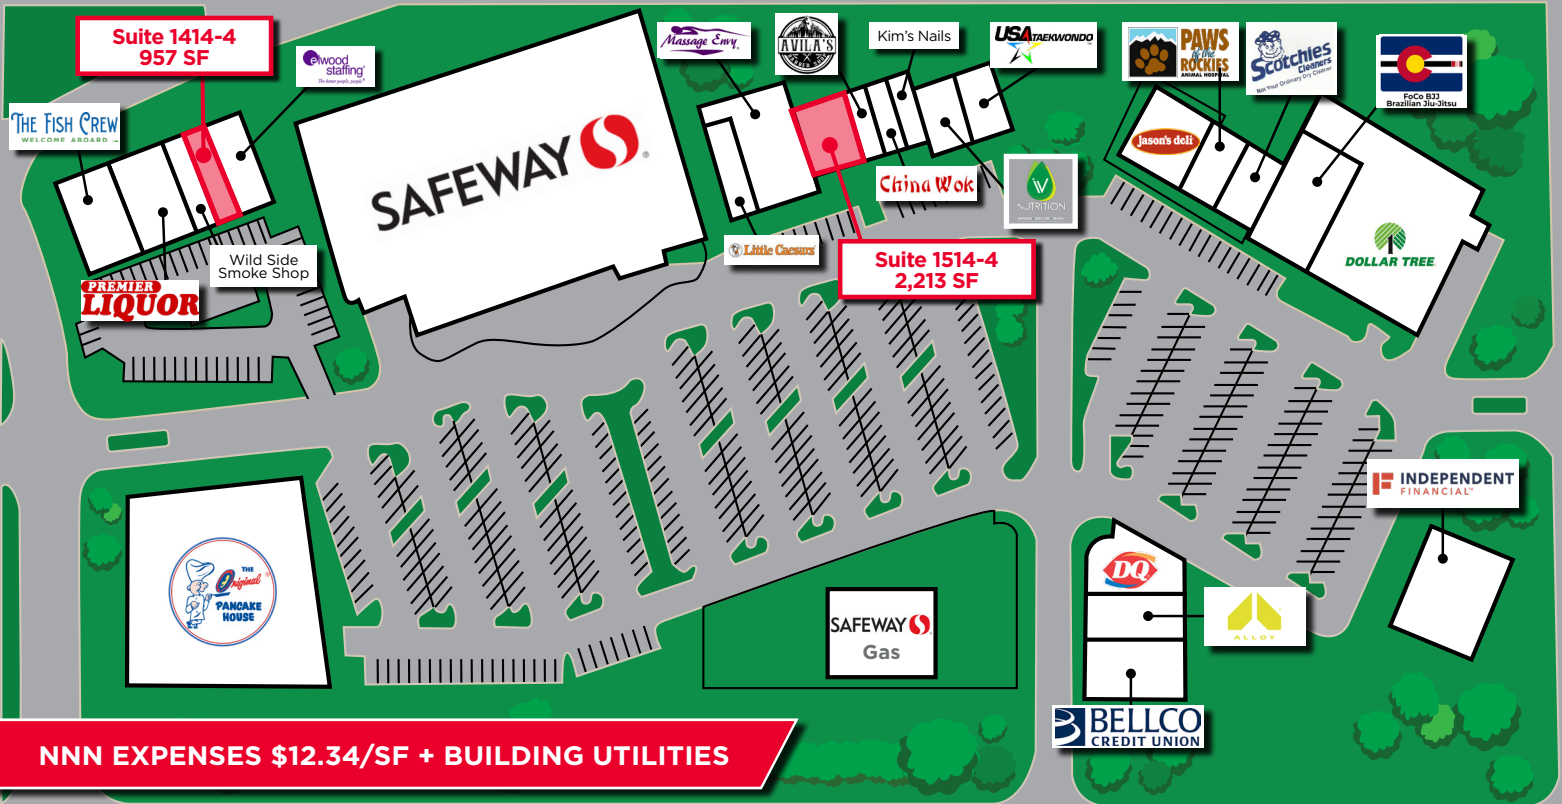 Suite 1414-4
957 SF
elwood
staffing®
The better people, people®
THE FISH CREW
WELCOME ABOARD
PREMIER
LIQUOR
Wild Side
Smoke Shop
SAFEWAY
®
Massage Envy
AVILA'S
BARBER SHOP
Kim's Nails
USA TAEKWONDO
Little Caesars
China Wok
Suite 1514-4
2,213 SF
iV
NUTRITION
PAWS
of the
ROCKIES
ANIMAL HOSPITAL
Scotchies
Cleaners
Not Your Ordinary Dry Cleaner
FoCo BJJ
Brazilian Jiu-Jitsu
Jason's deli
DOLLAR TREE
THE
Original
®
PANCAKE
HOUSE
SAFEWAY
Gas
DQ
ALLOY
BELLCO
CREDIT UNION
INDEPENDENT
FINANCIAL™
NNN EXPENSES $12.34/SF + BUILDING UTILITIES